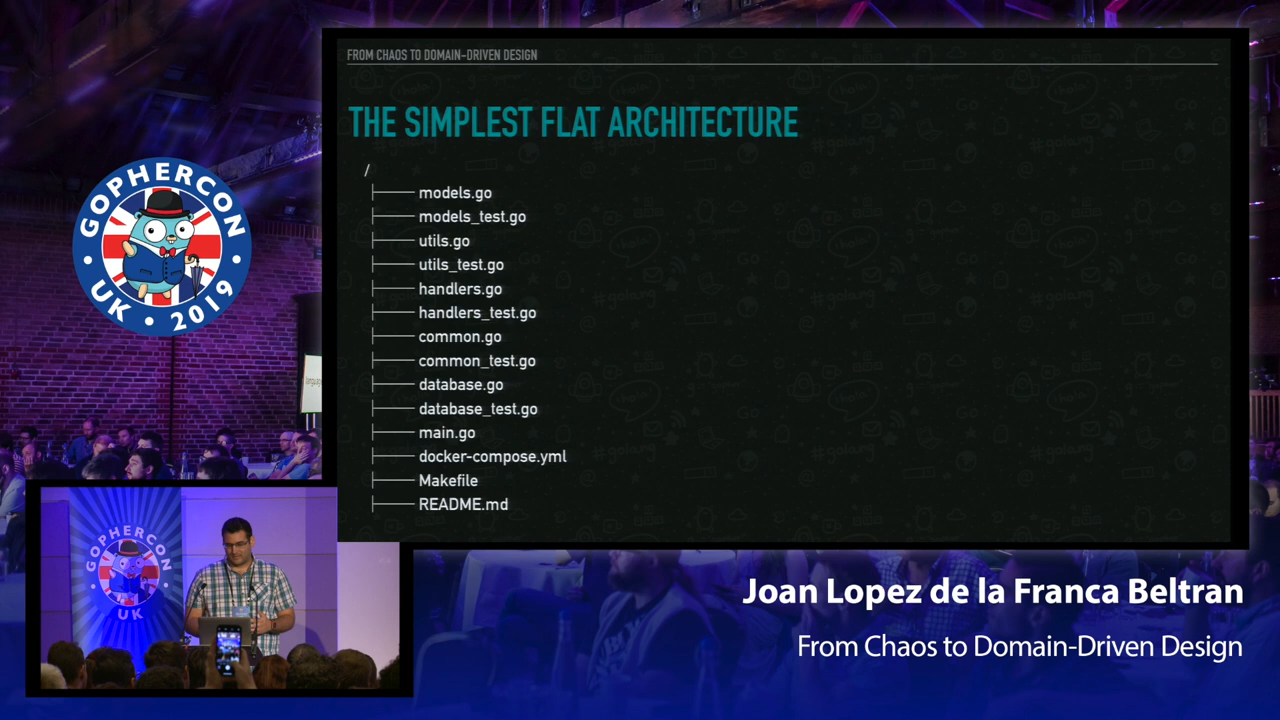 FROM CHAOS TO DOMAIN-DRIVEN DESIGN
THE SIMPLEST FLAT ARCHITECTURE
/
models.go
models_test.go
utils.go
utils_test.go
handlers.go
handlers_test.go
common.go
common_test.go
database.go
database_test.go
main.go
docker-compose.yml
Makefile
README.md
GOPHERCON
UK • 2019
GOPHERCON
UK
Joan Lopez de la Franca Beltran
From Chaos to Domain-Driven Design